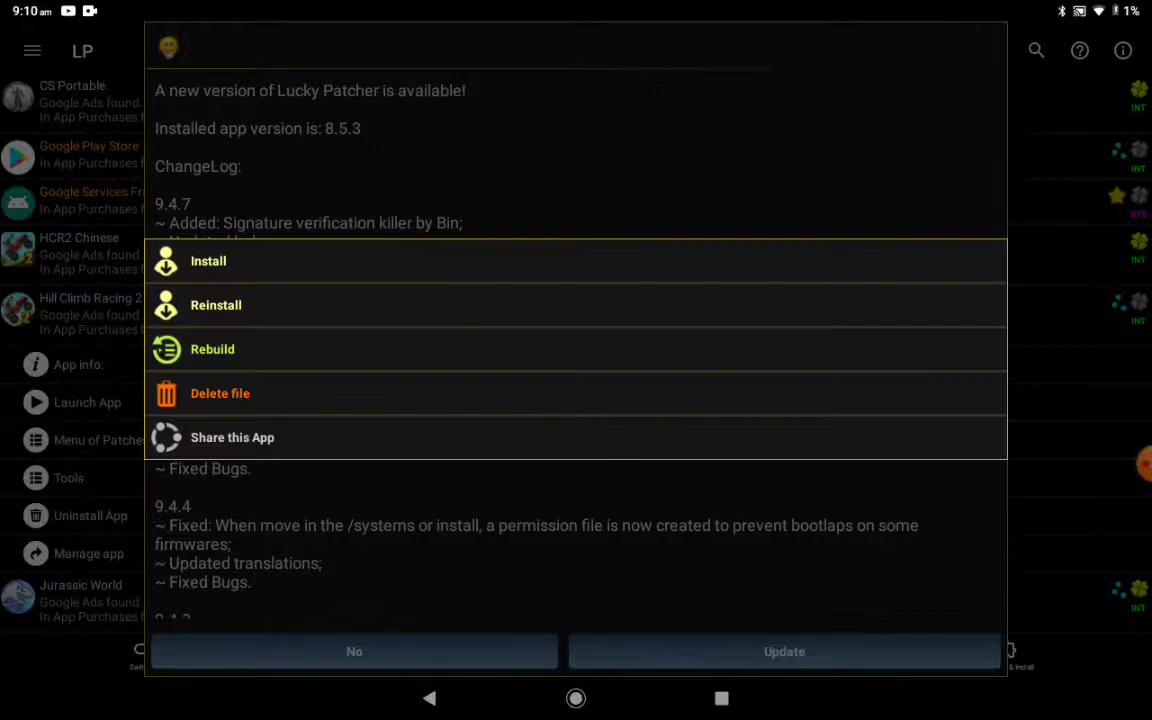 9:10 am
1%
LP
CS Portable
Google Ads found.
In App Purchases f
INT
Google Play Store
In App Purchases f
INT
Google Services Fra
In App Purchases f
SYS
HCR2 Chinese
Google Ads found.
In App Purchases f
INT
Hill Climb Racing 2
Google Ads found.
In App Purchases f
INT
App info:
Launch App
Menu of Patche
Tools
Uninstall App
Manage app
Jurassic World
Google Ads found.
In App Purchases f
INT
Swit
& Install
A new version of Lucky Patcher is available!
Installed app version is: 8.5.3
ChangeLog:
9.4.7
~ Added: Signature verification killer by Bin;
Install
Reinstall
Rebuild
Delete file
Share this App
~ Fixed Bugs.
9.4.4
~ Fixed: When move in the /systems or install, a permission file is now created to prevent bootlaps on some
firmwares;
~ Updated translations;
~ Fixed Bugs.
No
Update